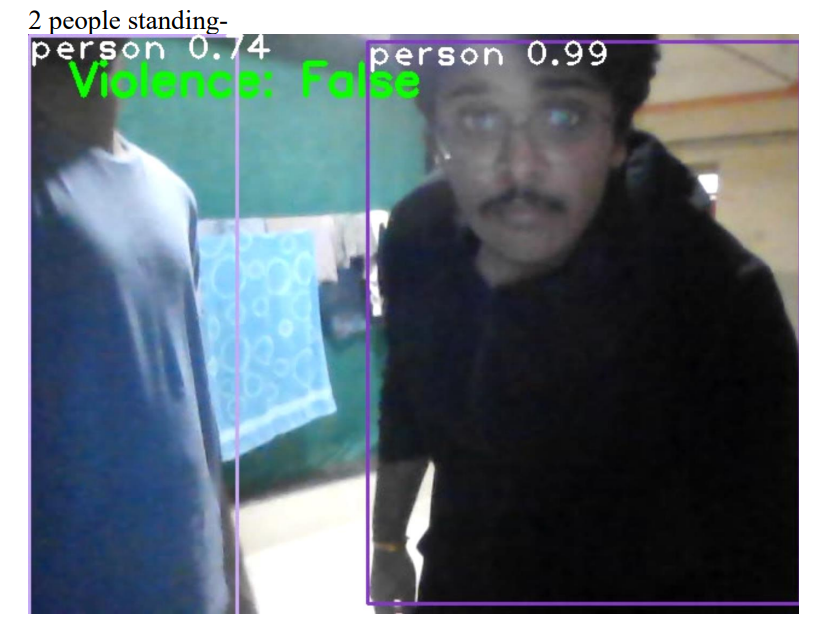 2 people standing-
person 0.74
person 0.99
Violence: False